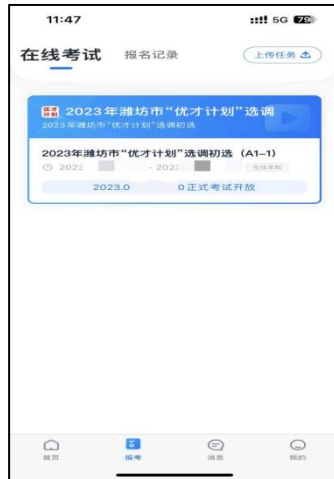 11:47
5G 79
在线考试 报名记录 上传任务
2023年潍坊市“优才计划”选调
2023年潍坊市“优才计划”选调初选
2023年潍坊市“优才计划”选调初选（A1-1）
202 - 202
2023.0 0正式考试开放
首页 报考 消息 我的